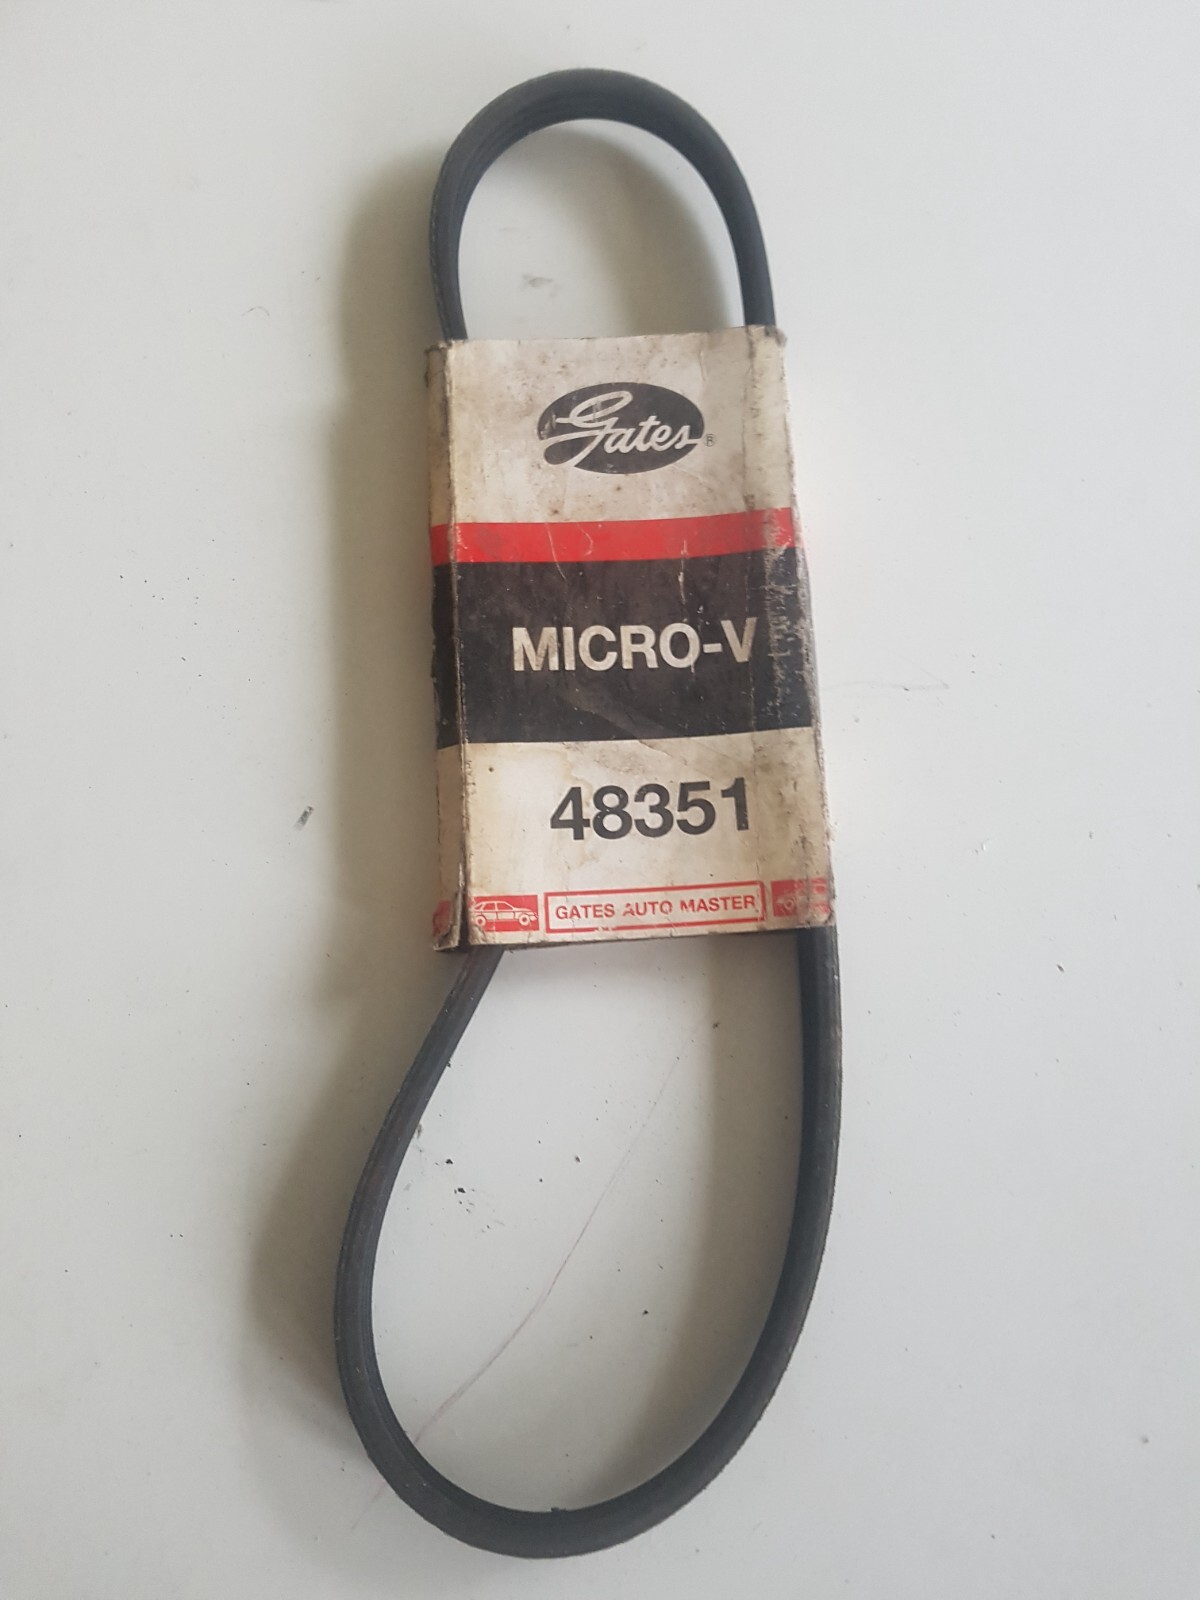 Gates®
MICRO-V
48351
GATES AUTO MASTER